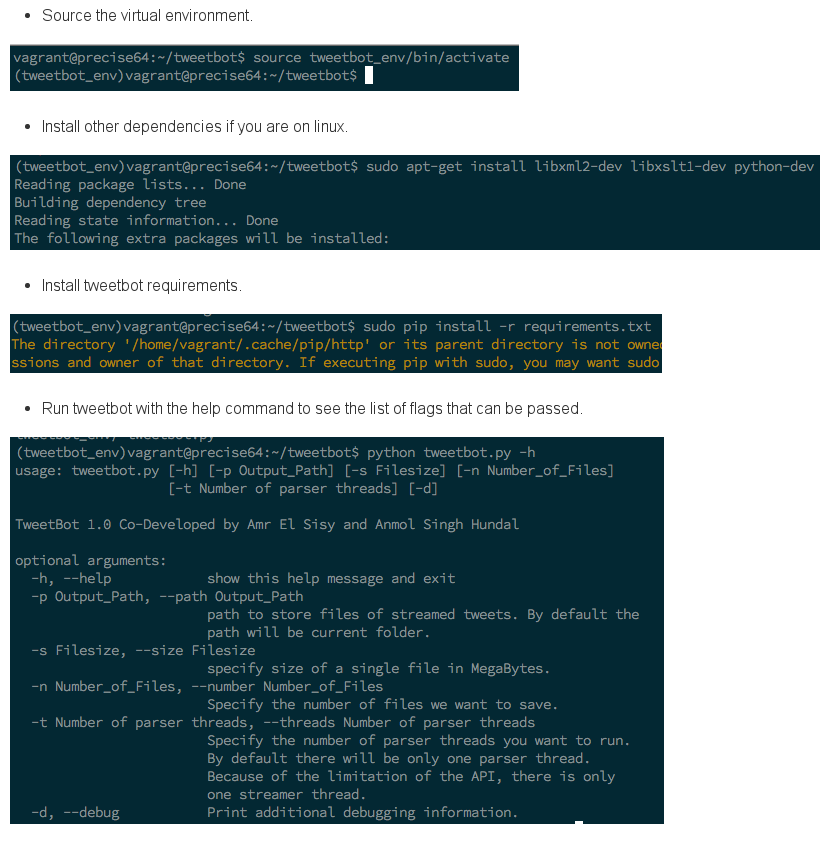 Source the virtual environment.
vagrant@precise64:~/tweetbot$ source tweetbot_env/bin/activate
(tweetbot_env)vagrant@precise64:~/tweetbot$
Install other dependencies if you are on linux.
(tweetbot_env)vagrant@precise64:~/tweetbot$ sudo apt-get install libxml2-dev libxslt1-dev python-dev
Reading package lists... Done
Building dependency tree
Reading state information... Done
The following extra packages will be installed:
Install tweetbot requirements.
(tweetbot_env)vagrant@precise64:~/tweetbot$ sudo pip install -r requirements.txt
The directory '/home/vagrant/.cache/pip/http' or its parent directory is not owned
ssions and owner of that directory. If executing pip with sudo, you may want sudo
Run tweetbot with the help command to see the list of flags that can be passed.
tweetbot_env/ tweetbot.py
(tweetbot_env)vagrant@precise64:~/tweetbot$ python tweetbot.py -h
usage: tweetbot.py [-h] [-p Output_Path] [-s Filesize] [-n Number_of_Files]
[-t Number of parser threads] [-d]
TweetBot 1.0 Co-Developed by Amr El Sisy and Anmol Singh Hundal
optional arguments:
-h, --help show this help message and exit
-p Output_Path, --path Output_Path
path to store files of streamed tweets. By default the
path will be current folder.
-s Filesize, --size Filesize
specify size of a single file in MegaBytes.
-n Number_of_Files, --number Number_of_Files
Specify the number of files we want to save.
-t Number of parser threads, --threads Number of parser threads
Specify the number of parser threads you want to run.
By default there will be only one parser thread.
Because of the limitation of the API, there is only
one streamer thread.
-d, --debug Print additional debugging information.